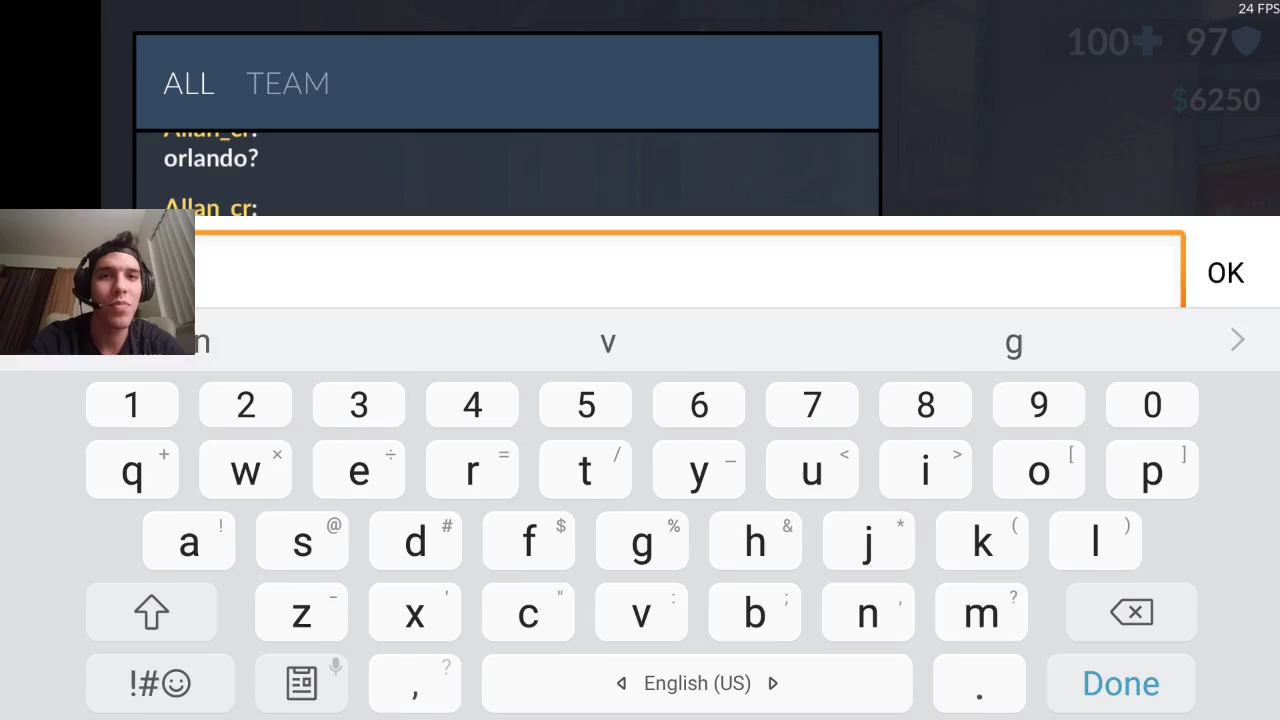 24 FPS
100 97
$6250
ALL TEAM
Allan_cr:
orlando?
Allan_cr:
OK
n v g
1 2 3 4 5 6 7 8 9 0
q + w × e ÷ r = t / y _ u < i > o [ p ]
a ! s @ d # f $ g % h & j * k ( l )
z - x ' c " v : b ; n , m ?
!#☺ , ? English (US) . Done